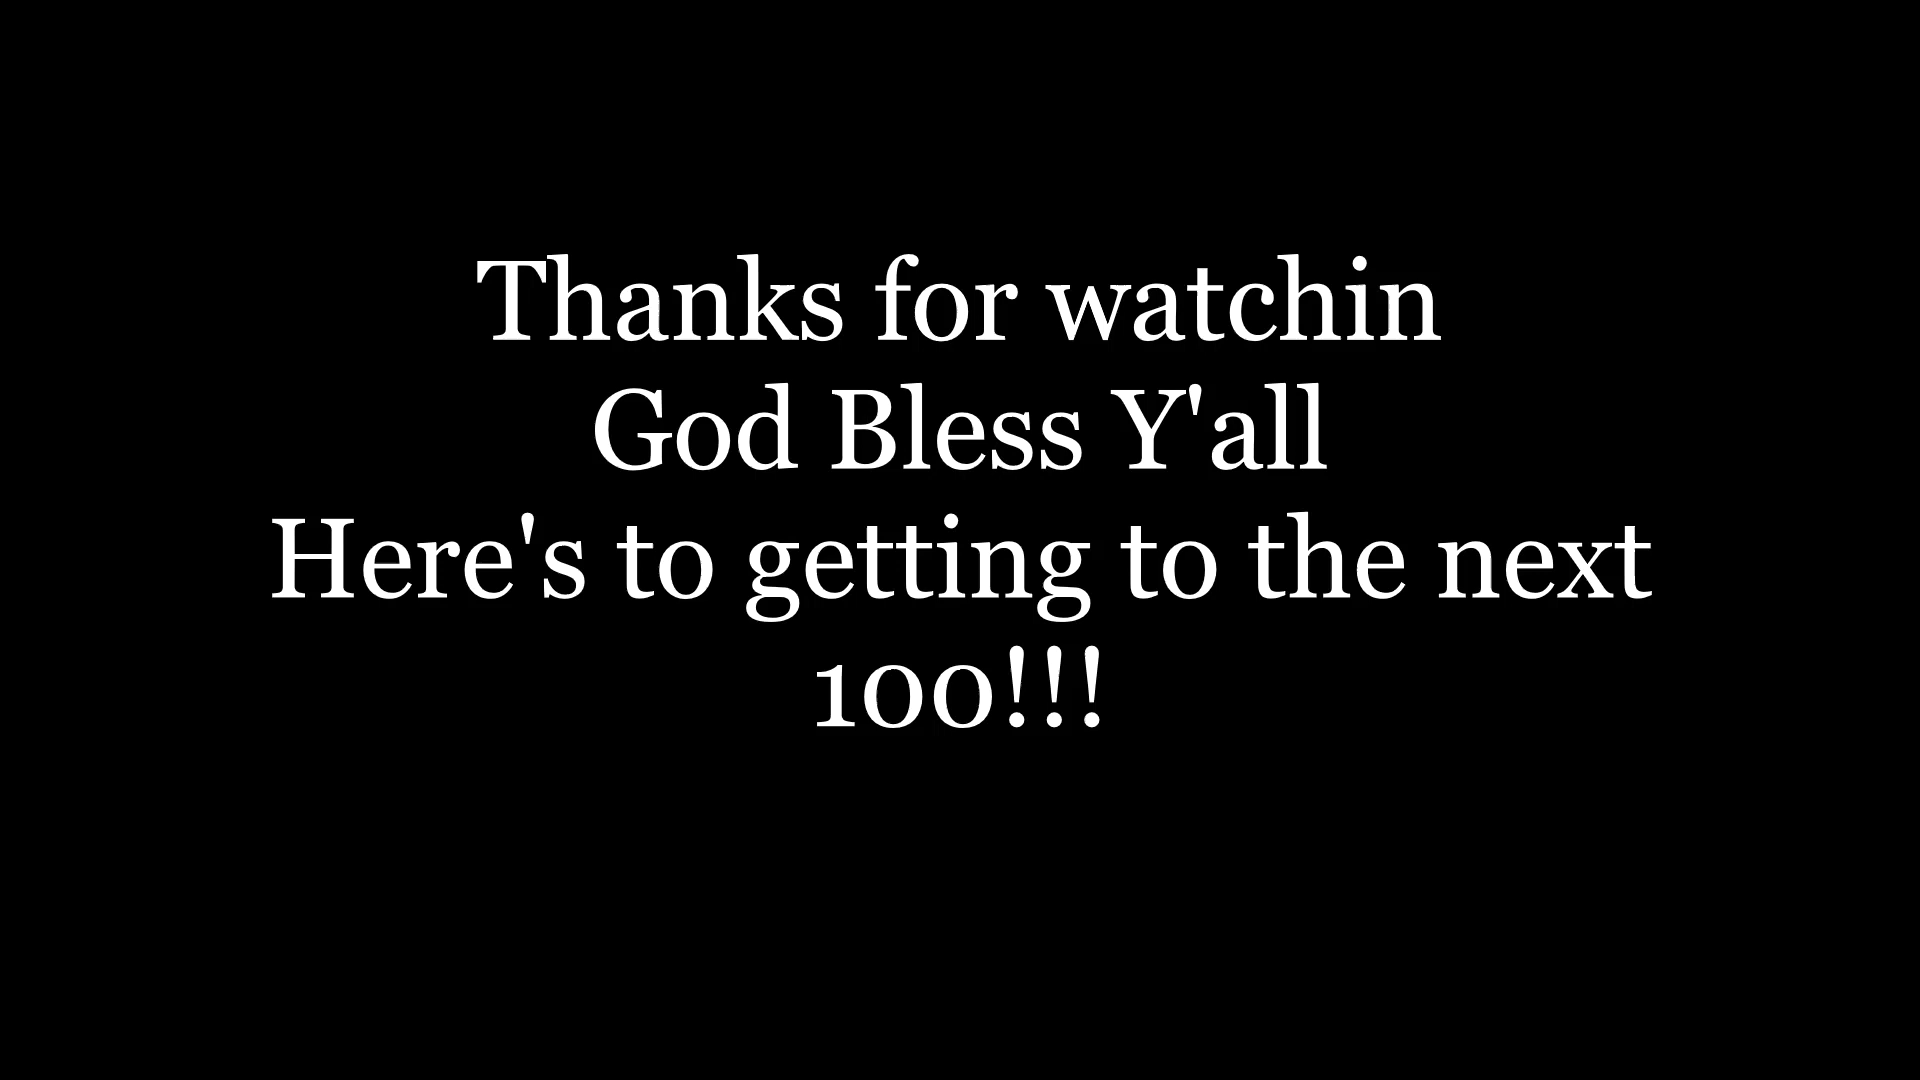 Thanks for watchin
God Bless Y'all
Here's to getting to the next
100!!!